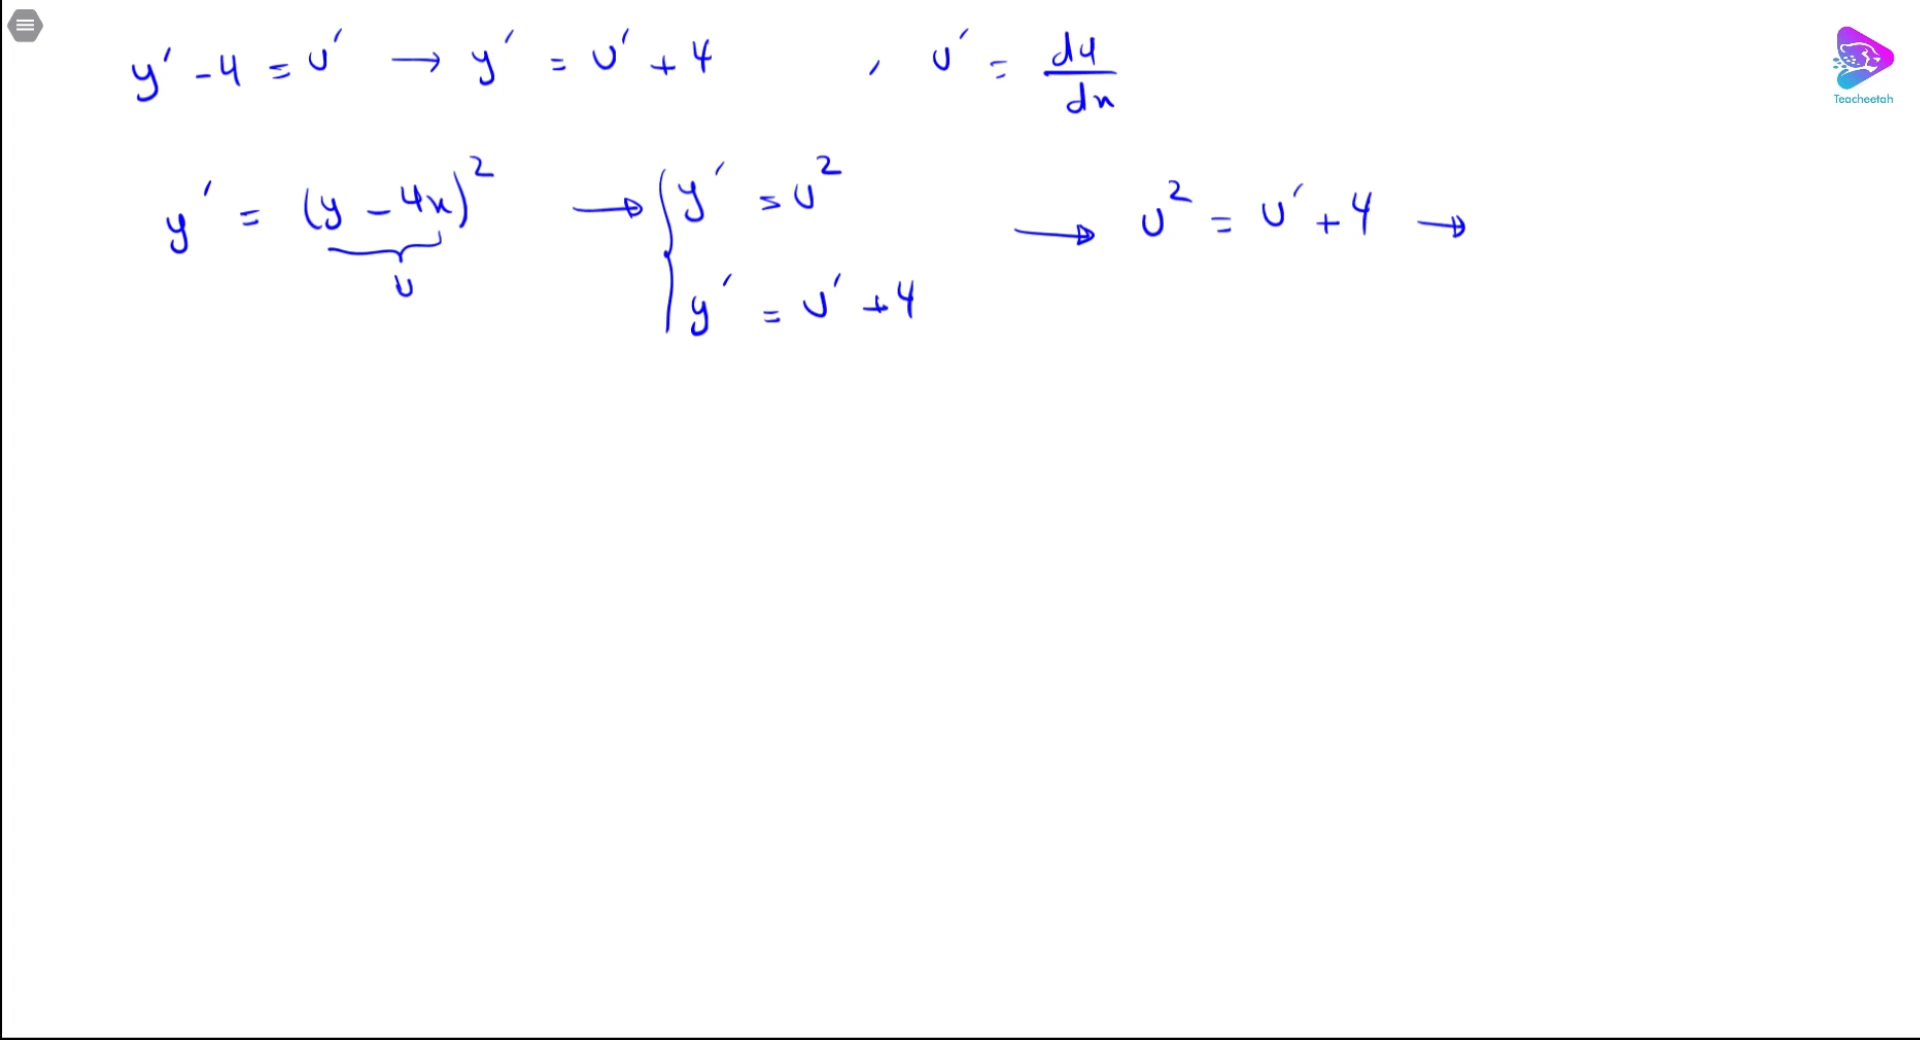 y′ - 4 = u′ → y′ = u′ + 4 , u′ = du/dx
Teacheetah
y′ = (y - 4x)² → { y′ = u² → u² = u′ + 4 →
u
y′ = u′ + 4